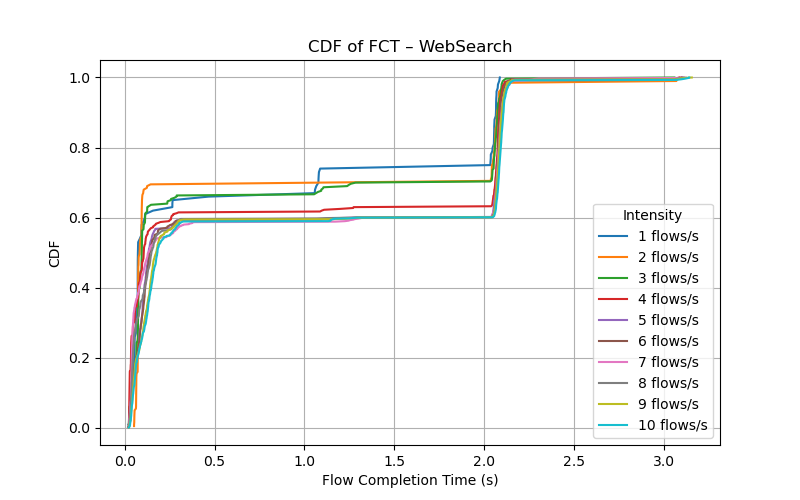 CDF of FCT – WebSearch
CDF
1.0
0.8
0.6
0.4
0.2
0.0
Intensity
1 flows/s
2 flows/s
3 flows/s
4 flows/s
5 flows/s
6 flows/s
7 flows/s
8 flows/s
9 flows/s
10 flows/s
0.0 0.5 1.0 1.5 2.0 2.5 3.0
Flow Completion Time (s)